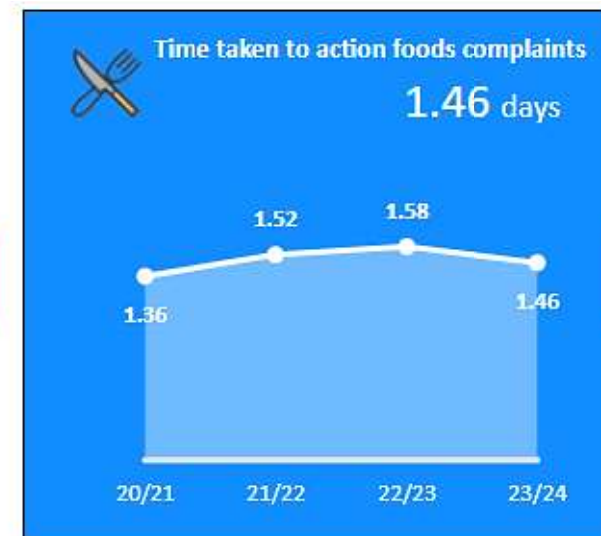 Time taken to action foods complaints
1.46 days
1.52
1.58
1.36
1.46
20/21 21/22 22/23 23/24